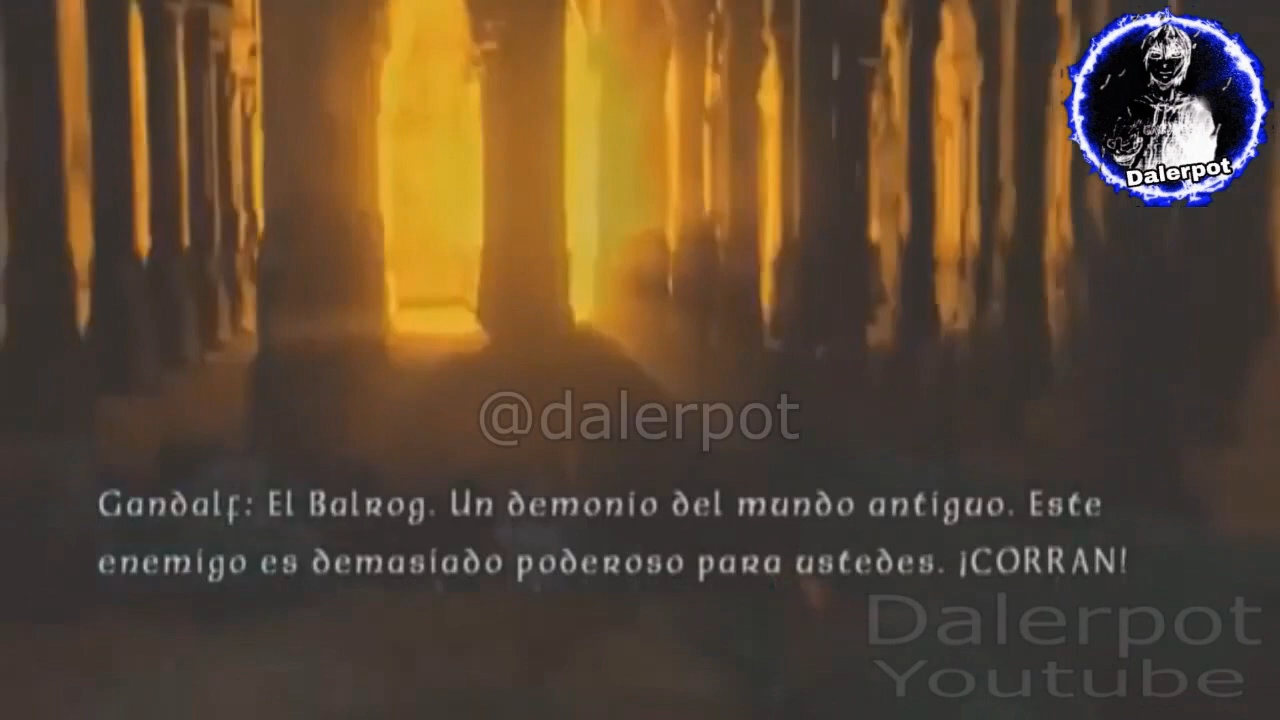 Dalerpot
@dalerpot
Gandalf: El Balrog. Un demonio del mundo antiguo. Este
enemigo es demasiado poderoso para ustedes. ¡CORRAN!
Dalerpot
Youtube